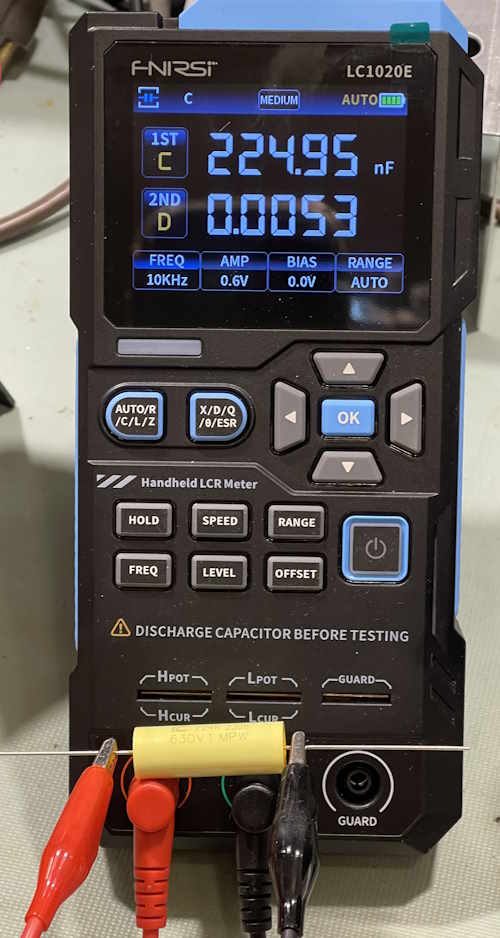 FNIRSI
LC1020E
C MEDIUM AUTO
1ST
C
224.95 nF
2ND
D
0.0053
FREQ AMP BIAS RANGE
10KHz 0.6V 0.0V AUTO
AUTO/R
/C/L/Z
X/D/Q
/θ/ESR
OK
Handheld LCR Meter
HOLD SPEED RANGE
FREQ LEVEL OFFSET
DISCHARGE CAPACITOR BEFORE TESTING
HPOT LPOT GUARD
HCUR LCUR
630V MPW
GUARD